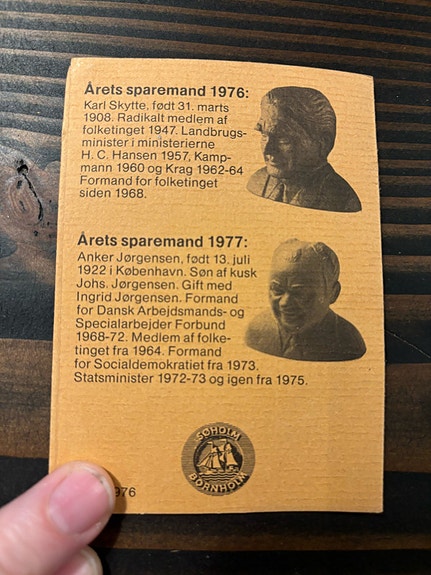 Årets sparemand 1976:
Karl Skytte, født 31. marts
1908. Radikalt medlem af
folketinget 1947. Landbrugs-
minister i ministerierne
H. C. Hansen 1957, Kamp-
mann 1960 og Krag 1962-64
Formand for folketinget
siden 1968.
Årets sparemand 1977:
Anker Jørgensen, født 13. juli
1922 i København. Søn af kusk
Johs. Jørgensen. Gift med
Ingrid Jørgensen. Formand
for Dansk Arbejdsmands- og
Specialarbejder Forbund
1968-72. Medlem af folke-
tinget fra 1964. Formand
for Socialdemokratiet fra 1973.
Statsminister 1972-73 og igen fra 1975.
SØHOLM
BORNHOLM
976